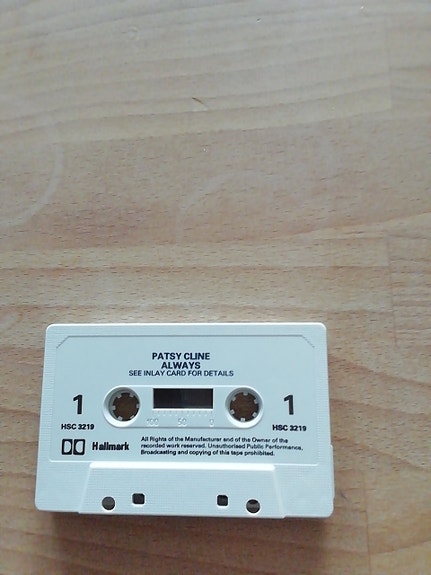 PATSY CLINE
ALWAYS
SEE INLAY CARD FOR DETAILS
1 1
HSC 3219 HSC 3219
100 50 0
Hallmark
All Rights of the Manufacturer and of the Owner of the
recorded work reserved. Unauthorised Public Performance,
Broadcasting and copying of this tape prohibited.